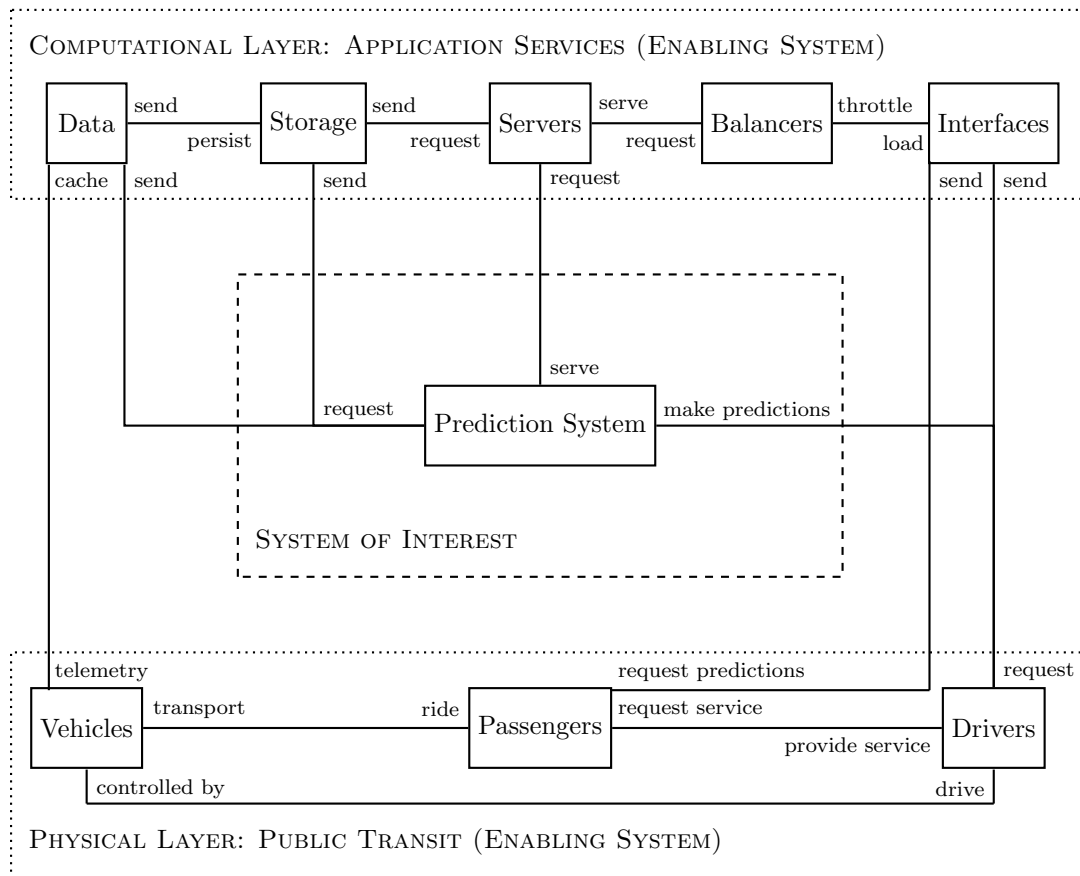 COMPUTATIONAL LAYER: APPLICATION SERVICES (ENABLING SYSTEM)
Data
send
persist
Storage
send
request
Servers
serve
request
Balancers
throttle
load
Interfaces
cache
send
send
request
send
send
serve
request
Prediction System
make predictions
SYSTEM OF INTEREST
telemetry
request predictions
request
Vehicles
transport
ride
Passengers
request service
provide service
Drivers
controlled by
drive
PHYSICAL LAYER: PUBLIC TRANSIT (ENABLING SYSTEM)